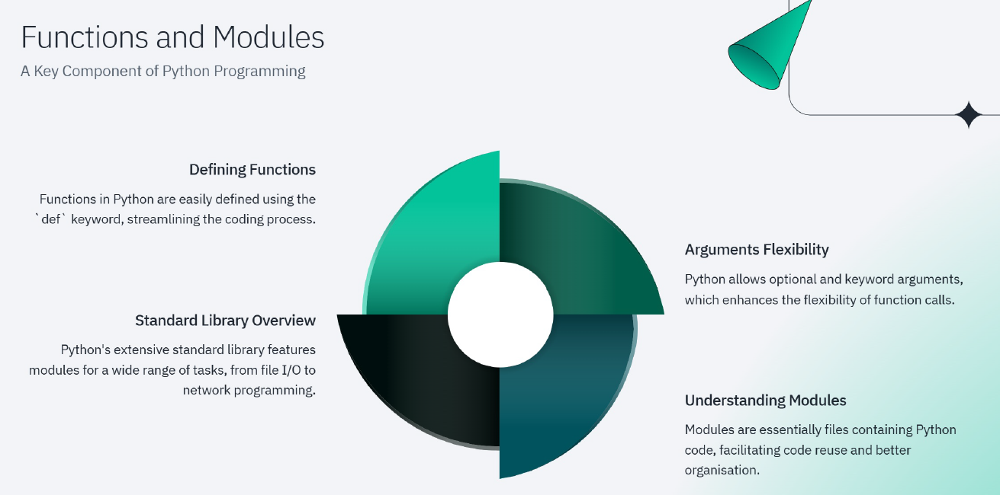 Functions and Modules
A Key Component of Python Programming
Defining Functions
Functions in Python are easily defined using the
`def` keyword, streamlining the coding process.
Arguments Flexibility
Python allows optional and keyword arguments,
which enhances the flexibility of function calls.
Standard Library Overview
Python's extensive standard library features
modules for a wide range of tasks, from file I/O to
network programming.
Understanding Modules
Modules are essentially files containing Python
code, facilitating code reuse and better
organisation.